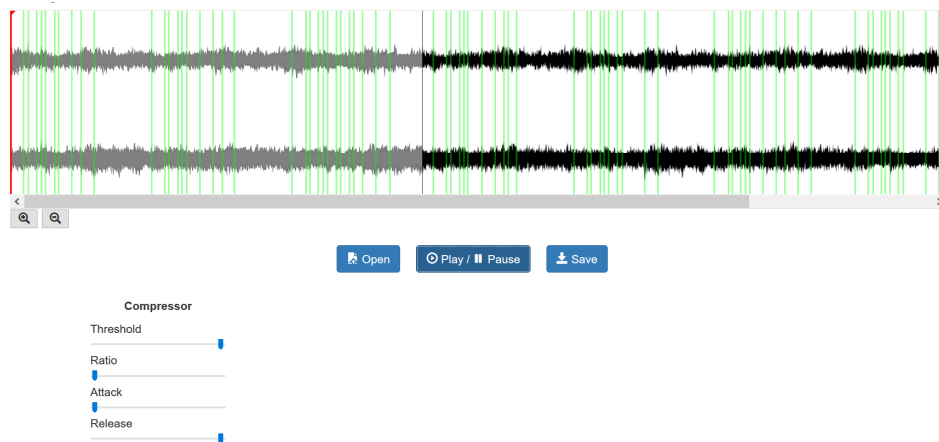 Open
Play / Pause
Save
Compressor
Threshold
Ratio
Attack
Release